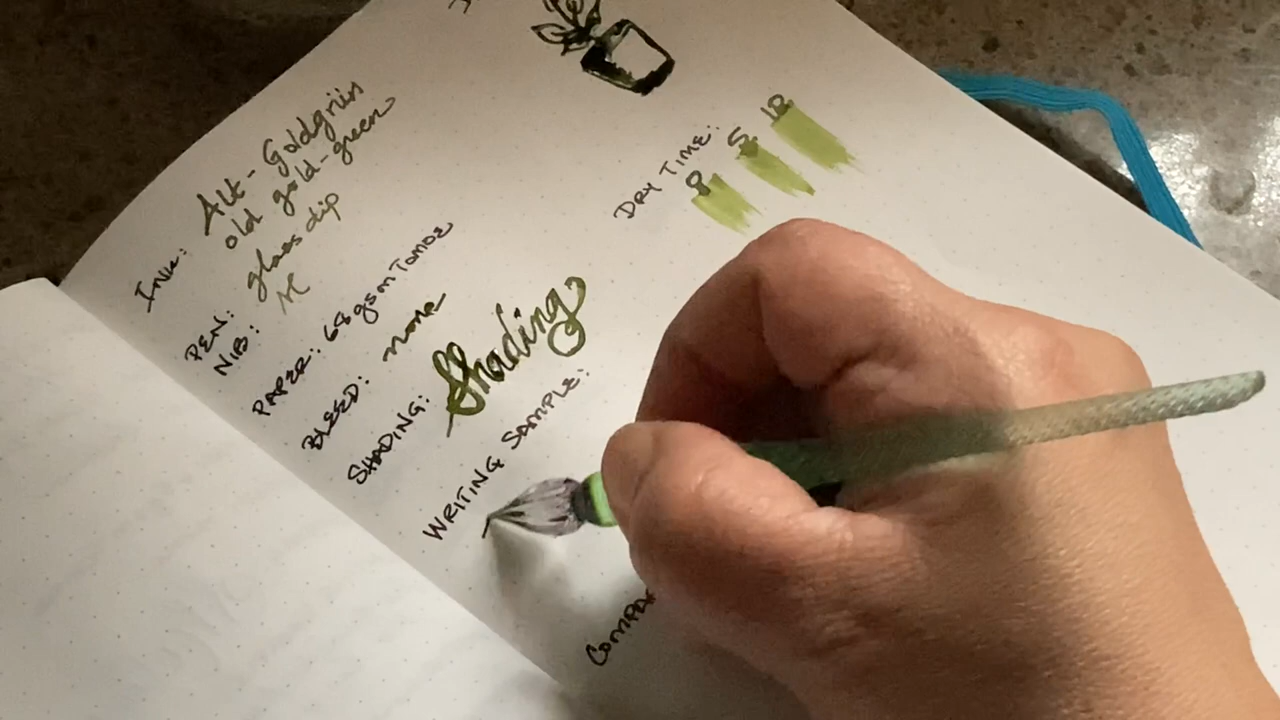 INK: Alt-Goldgrün
old gold-green
PEN: glass dip
NIB: M
PAPER: 68gsm Tomoe
BLEED: none
SHADING: Shading
WRITING SAMPLE:
DRY TIME: 8 5 12